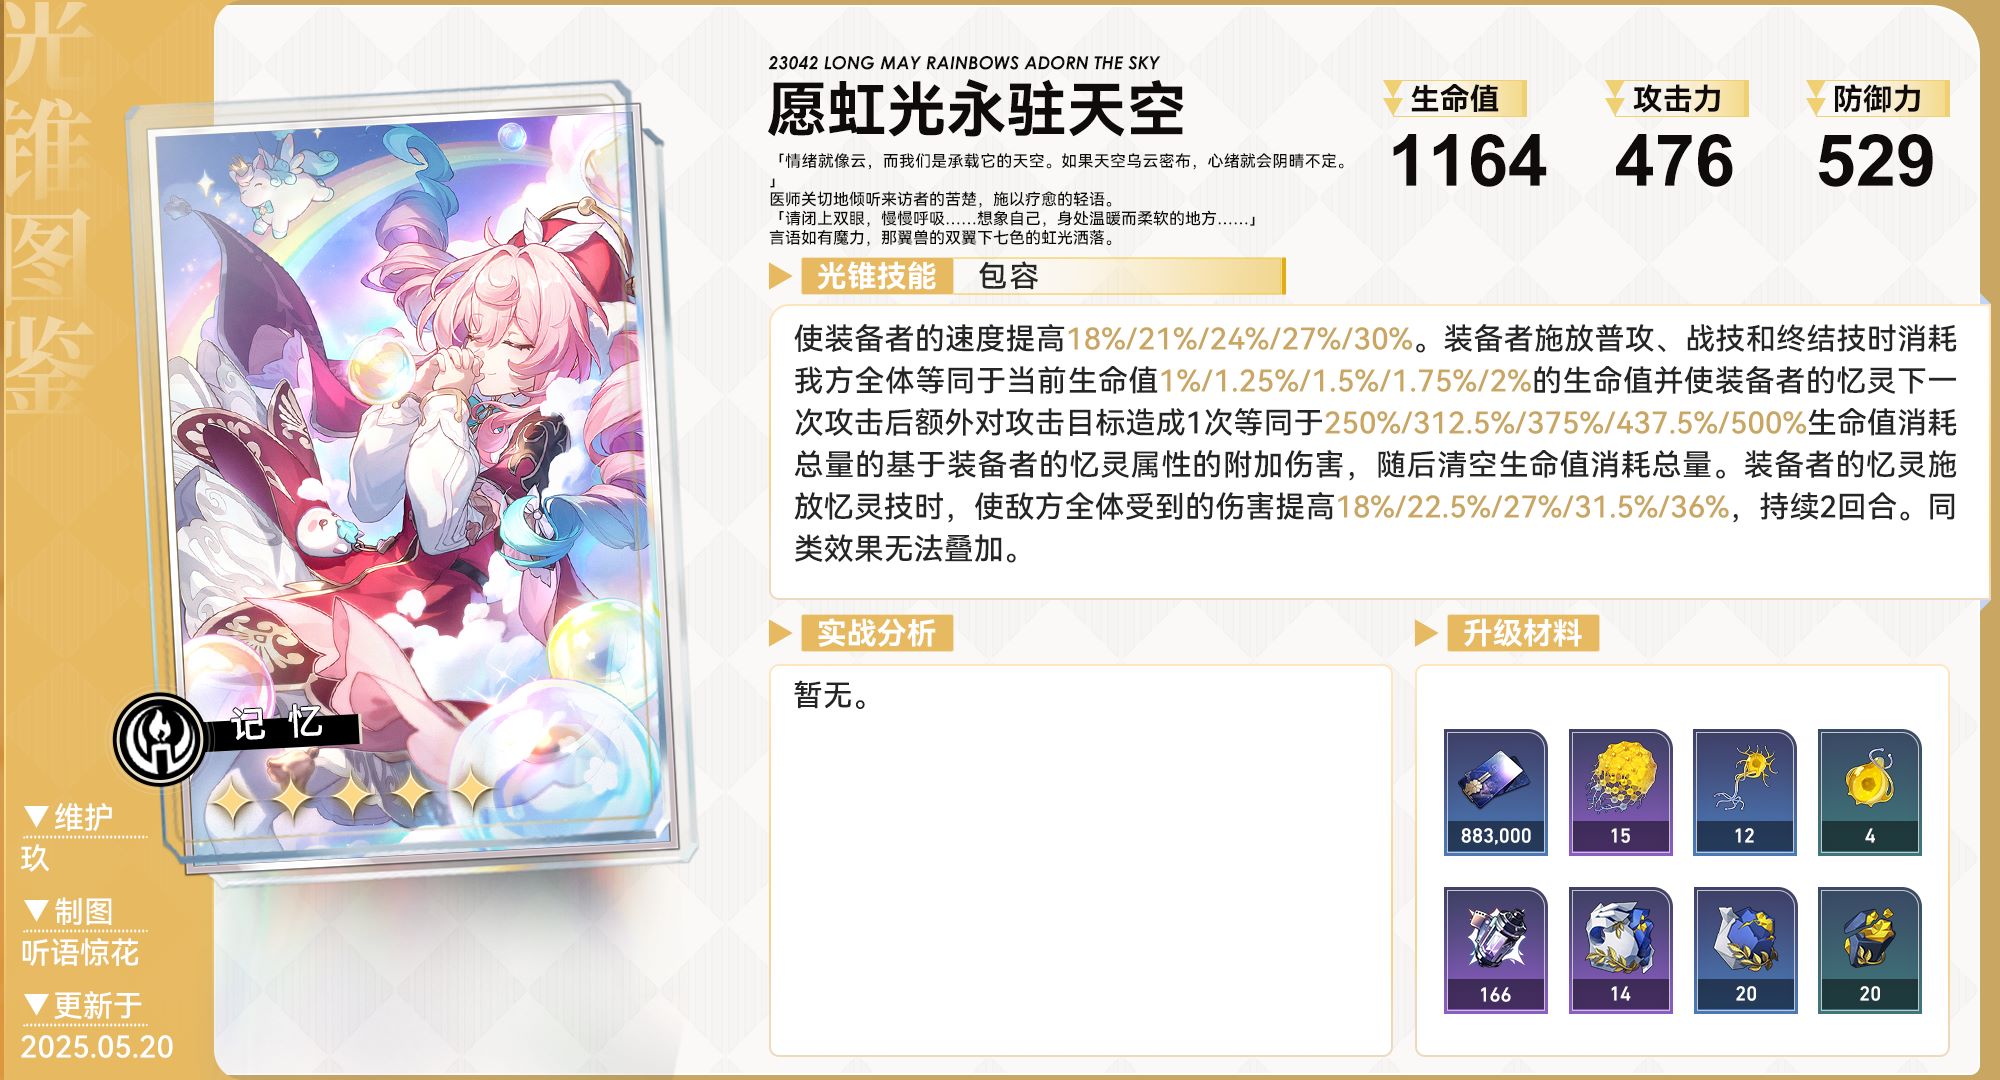 光锥图鉴
23042 LONG MAY RAINBOWS ADORN THE SKY
愿虹光永驻天空
「情绪就像云，而我们是承载它的天空。如果天空乌云密布，心绪就会阴晴不定。
」
医师关切地倾听来访者的苦楚，施以疗愈的轻语。
「请闭上双眼，慢慢呼吸……想象自己，身处温暖而柔软的地方……」
言语如有魔力，那翼兽的双翼下七色的虹光洒落。
生命值
1164
攻击力
476
防御力
529
光锥技能
包容
使装备者的速度提高18%/21%/24%/27%/30%。装备者施放普攻、战技和终结技时消耗
我方全体等同于当前生命值1%/1.25%/1.5%/1.75%/2%的生命值并使装备者的忆灵下一
次攻击后额外对攻击目标造成1次等同于250%/312.5%/375%/437.5%/500%生命值消耗
总量的基于装备者的忆灵属性的附加伤害，随后清空生命值消耗总量。装备者的忆灵施
放忆灵技时，使敌方全体受到的伤害提高18%/22.5%/27%/31.5%/36%，持续2回合。同
类效果无法叠加。
实战分析
暂无。
升级材料
883,000
15
12
4
166
14
20
20
记忆
维护
玖
制图
听语惊花
更新于
2025.05.20